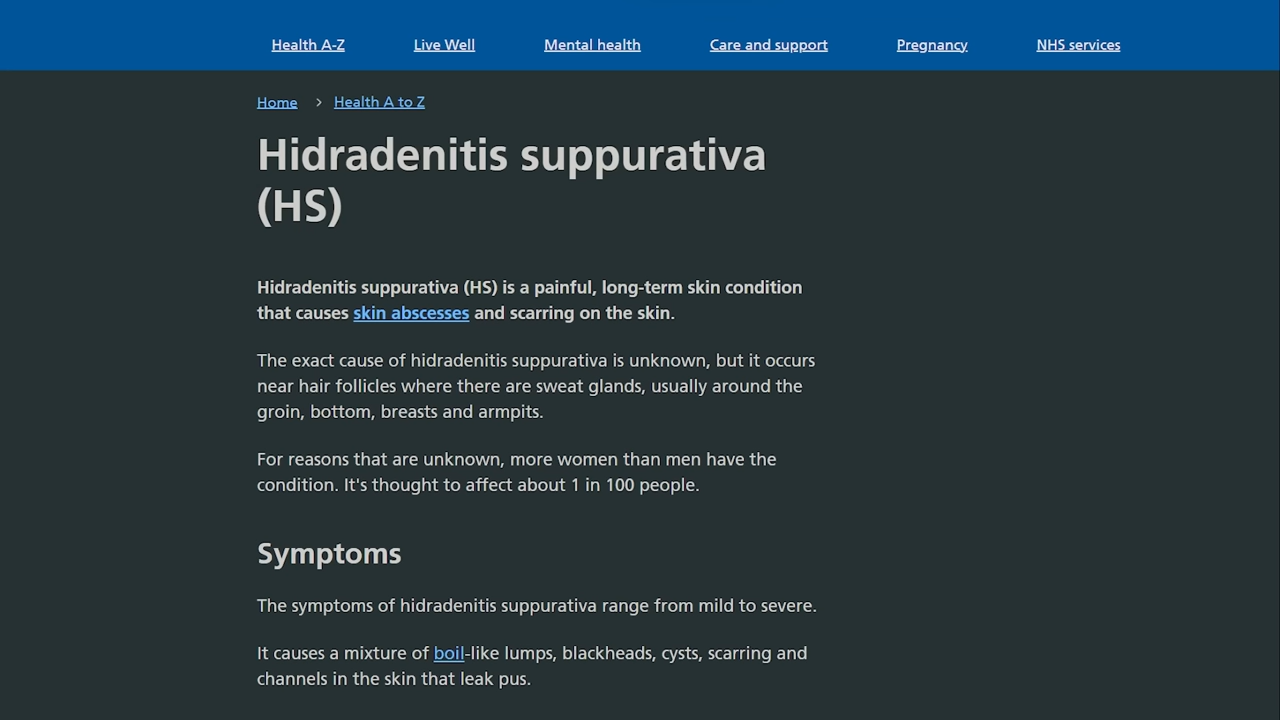 Health A-Z Live Well Mental health Care and support Pregnancy NHS services
Home > Health A to Z
Hidradenitis suppurativa
(HS)
Hidradenitis suppurativa (HS) is a painful, long-term skin condition
that causes skin abscesses and scarring on the skin.
The exact cause of hidradenitis suppurativa is unknown, but it occurs
near hair follicles where there are sweat glands, usually around the
groin, bottom, breasts and armpits.
For reasons that are unknown, more women than men have the
condition. It's thought to affect about 1 in 100 people.
Symptoms
The symptoms of hidradenitis suppurativa range from mild to severe.
It causes a mixture of boil-like lumps, blackheads, cysts, scarring and
channels in the skin that leak pus.